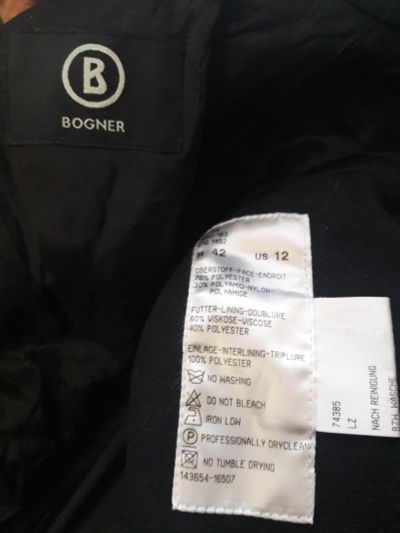 B
BOGNER
42 US 12
OBERSTOFF-FACE-ENDROIT
70% POLYESTER
30% POLYAMID-NYLON-
POLYAMIDE
FUTTER-LINING-DOUBLURE
60% VISKOSE-VISCOSE
40% POLYESTER
EINLAGE-INTERLINING-TRIPLURE
100% POLYESTER
NO WASHING
DO NOT BLEACH
IRON LOW
P PROFESSIONALLY DRYCLEAN
NO TUMBLE DRYING
143654-16507
74385
LZ
NACH REINIGUNG
BZW WÄSCHE